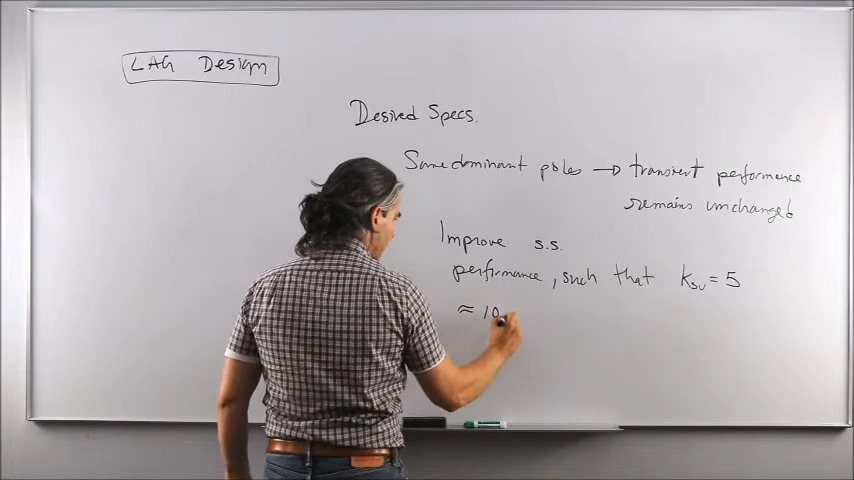 LAG Design
Desired Specs.
Same dominant poles → transient performance
remains unchanged
Improve s.s.
performance, such that Ksv = 5
≈ 10